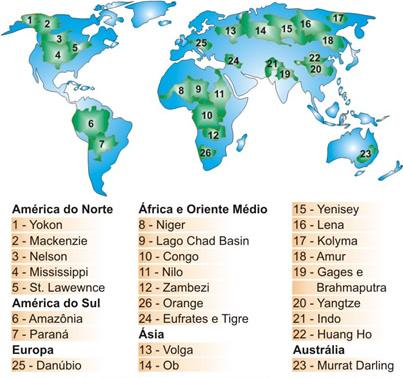 1
2
3
4
5
6
7
8
9
10
11
12
26
24
25
13
14
15
16
17
18
19
20
21
22
23
América do Norte
1 - Yokon
2 - Mackenzie
3 - Nelson
4 - Mississippi
5 - St. Lawewnce
América do Sul
6 - Amazônia
7 - Paraná
Europa
25 - Danúbio
África e Oriente Médio
8 - Niger
9 - Lago Chad Basin
10 - Congo
11 - Nilo
12 - Zambezi
26 - Orange
24 - Eufrates e Tigre
Ásia
13 - Volga
14 - Ob
15 - Yenisey
16 - Lena
17 - Kolyma
18 - Amur
19 - Gages e
Brahmaputra
20 - Yangtze
21 - Indo
22 - Huang Ho
Austrália
23 - Murrat Darling